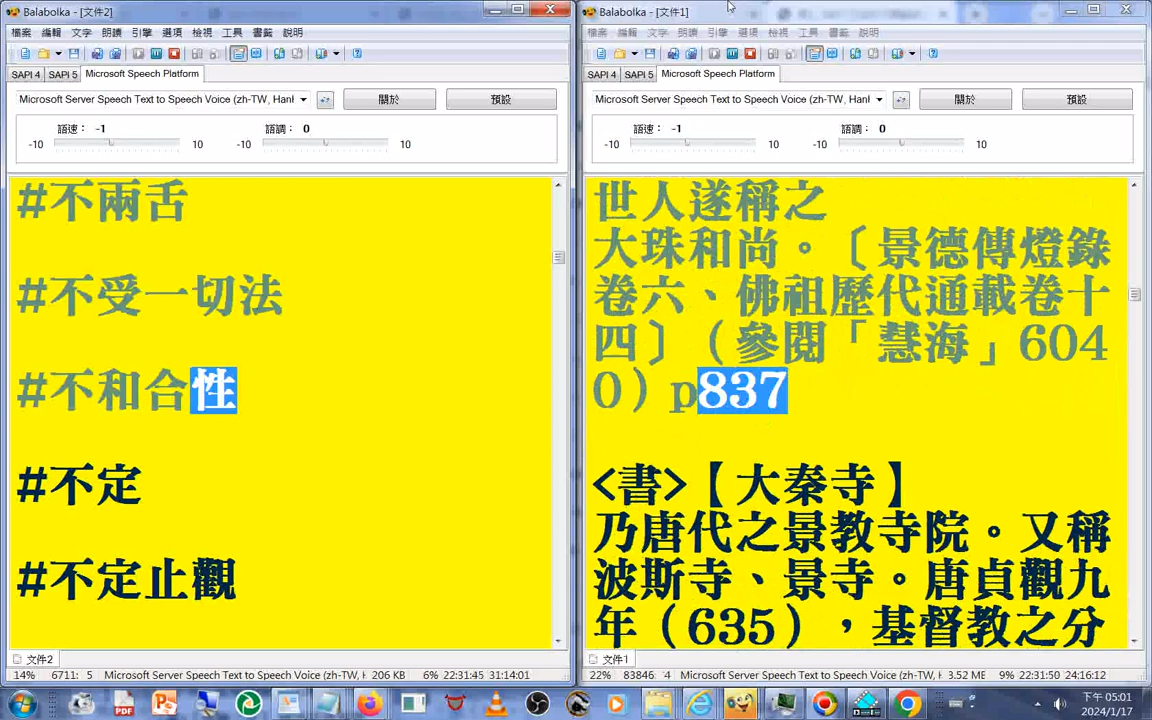 Balabolka - [文件2]
檔案 編輯 文字 朗讀 引擎 選項 檢視 工具 書籤 說明
SAPI 4 SAPI 5 Microsoft Speech Platform
Microsoft Server Speech Text to Speech Voice (zh-TW, Hanl
關於
預設
語速： -1
語調： 0
-10 10 -10 10
#不兩舌
#不受一切法
#不和合性
#不定
#不定止觀
文件2
14% 6711: 5 Microsoft Server Speech Text to Speech Voice (zh-TW, H 206 KB 6% 22:31:45 31:14:01
Balabolka - [文件1]
檔案 編輯 文字 朗讀 引擎 選項 檢視 工具 書籤 說明
SAPI 4 SAPI 5 Microsoft Speech Platform
Microsoft Server Speech Text to Speech Voice (zh-TW, Hanl
關於
預設
語速： -1
語調： 0
-10 10 -10 10
世人遂稱之
大珠和尚。〔景德傳燈錄
卷六、佛祖歷代通載卷十
四〕（參閱「慧海」604
0）p837
<書>【大秦寺】
乃唐代之景教寺院。又稱
波斯寺、景寺。唐貞觀九
年（635），基督教之分
文件1
22% 83846: 4 Microsoft Server Speech Text to Speech Voice (zh-TW, H 3.52 ME 9% 22:31:50 24:16:12
下午 05:01
2024/1/17